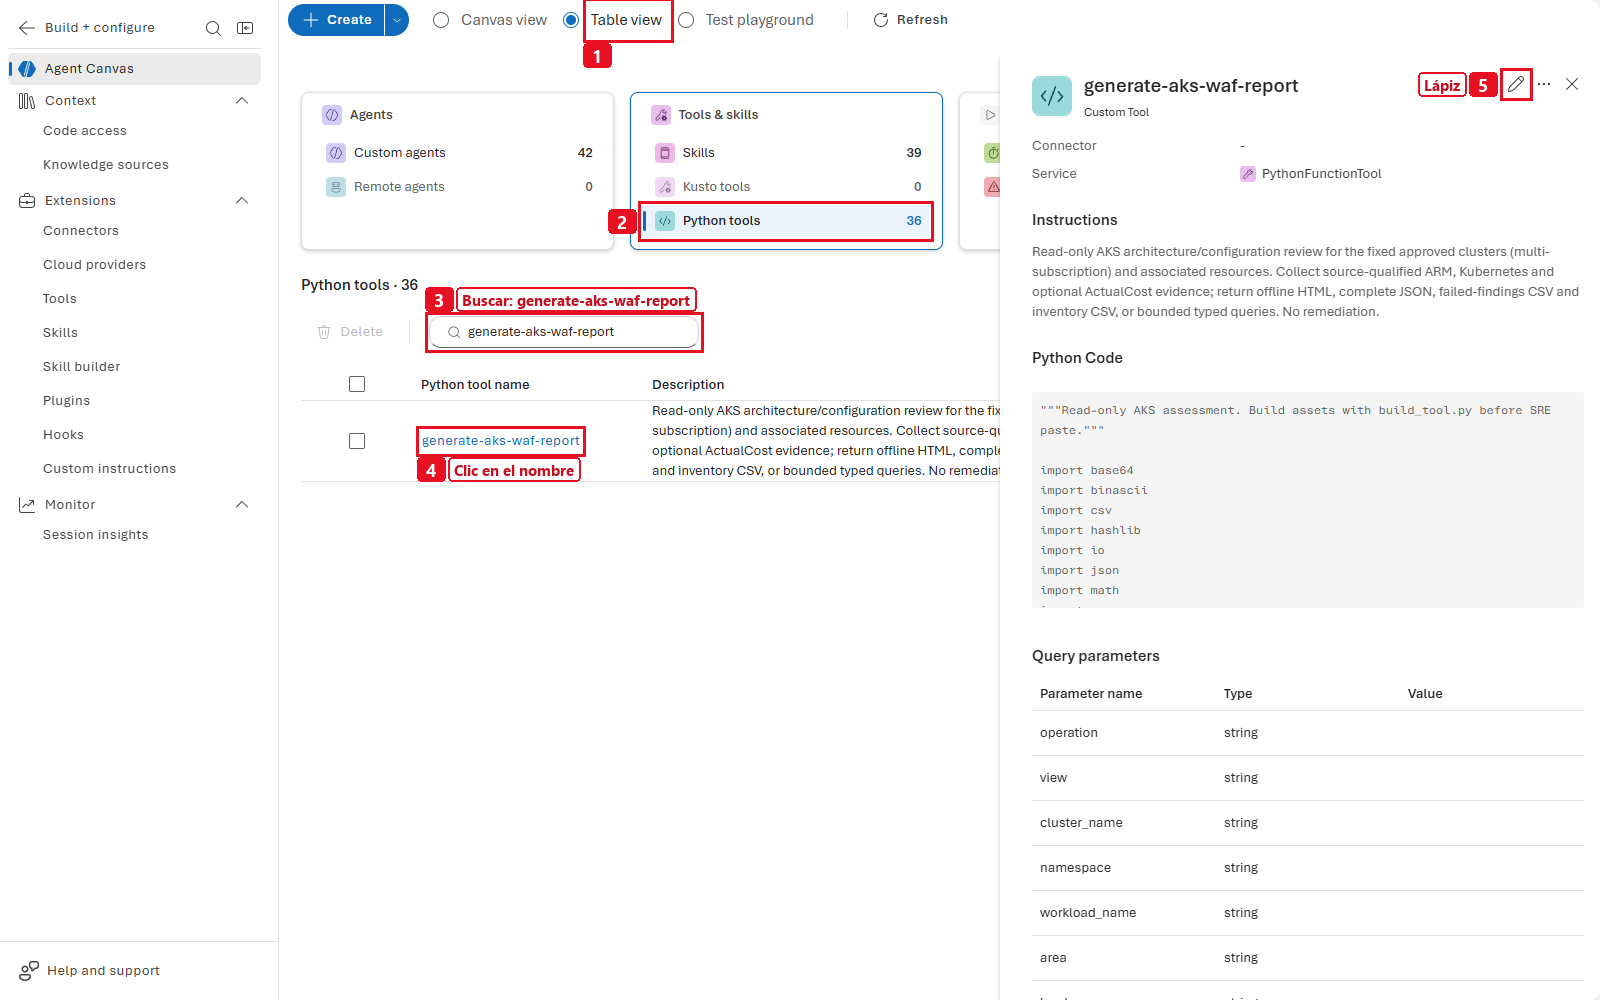 Build + configure
Agent Canvas
Context
Code access
Knowledge sources
Extensions
Connectors
Cloud providers
Tools
Skills
Skill builder
Plugins
Hooks
Custom instructions
Monitor
Session insights
Help and support
Create
Canvas view
Table view
Test playground
Refresh
1
Agents
Custom agents 42
Remote agents 0
Tools & skills
Skills 39
Kusto tools 0
2
Python tools 36
Python tools · 36
3 Buscar: generate-aks-waf-report
Delete
generate-aks-waf-report
Python tool name Description
generate-aks-waf-report
4 Clic en el nombre
Read-only AKS architecture/configuration review for the fix
subscription) and associated resources. Collect source-qu
optional ActualCost evidence; return offline HTML, comple
and inventory CSV, or bounded typed queries. No remediat
generate-aks-waf-report
Custom Tool
Lápiz 5
Connector -
Service PythonFunctionTool
Instructions
Read-only AKS architecture/configuration review for the fixed approved clusters (multi-
subscription) and associated resources. Collect source-qualified ARM, Kubernetes and
optional ActualCost evidence; return offline HTML, complete JSON, failed-findings CSV and
inventory CSV, or bounded typed queries. No remediation.
Python Code
"""Read-only AKS assessment. Build assets with build_tool.py before SRE
paste."""
import base64
import binascii
import csv
import hashlib
import io
import json
import math
Query parameters
Parameter name Type Value
operation string
view string
cluster_name string
namespace string
workload_name string
area string